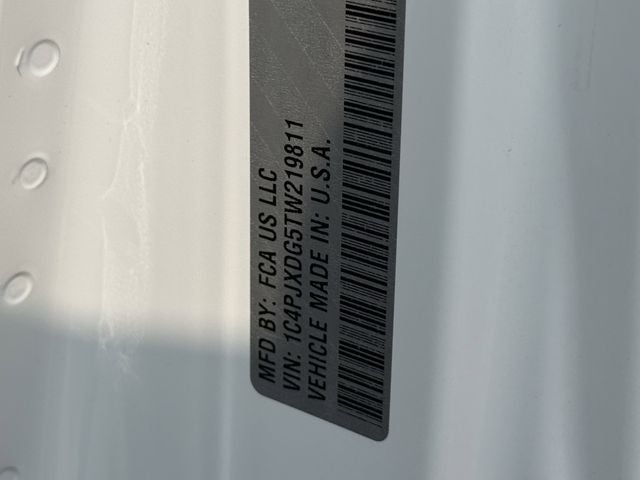 MFD BY: FCA US LLC
VIN: 1C4PJXDG5TW219811
VEHICLE MADE IN: U.S.A.